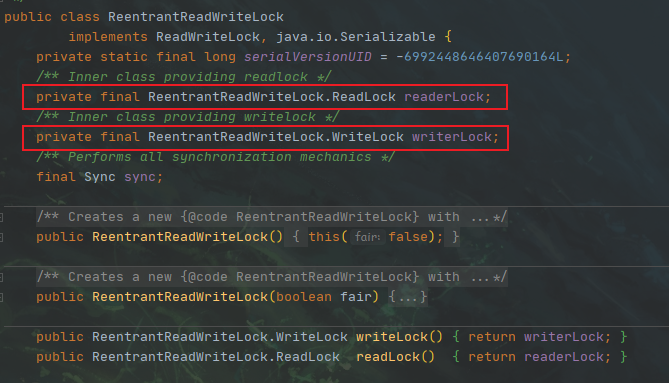 public class ReentrantReadWriteLock
implements ReadWriteLock, java.io.Serializable {
private static final long serialVersionUID = -6992448646407690164L;
/** Inner class providing readlock */
private final ReentrantReadWriteLock.ReadLock readerLock;
/** Inner class providing writelock */
private final ReentrantReadWriteLock.WriteLock writerLock;
/** Performs all synchronization mechanics */
final Sync sync;
/** Creates a new {@code ReentrantReadWriteLock} with ...*/
public ReentrantReadWriteLock() { this( fair: false); }
/** Creates a new {@code ReentrantReadWriteLock} with ...*/
public ReentrantReadWriteLock(boolean fair) {...}
public ReentrantReadWriteLock.WriteLock writeLock() { return writerLock; }
public ReentrantReadWriteLock.ReadLock readLock() { return readerLock; }